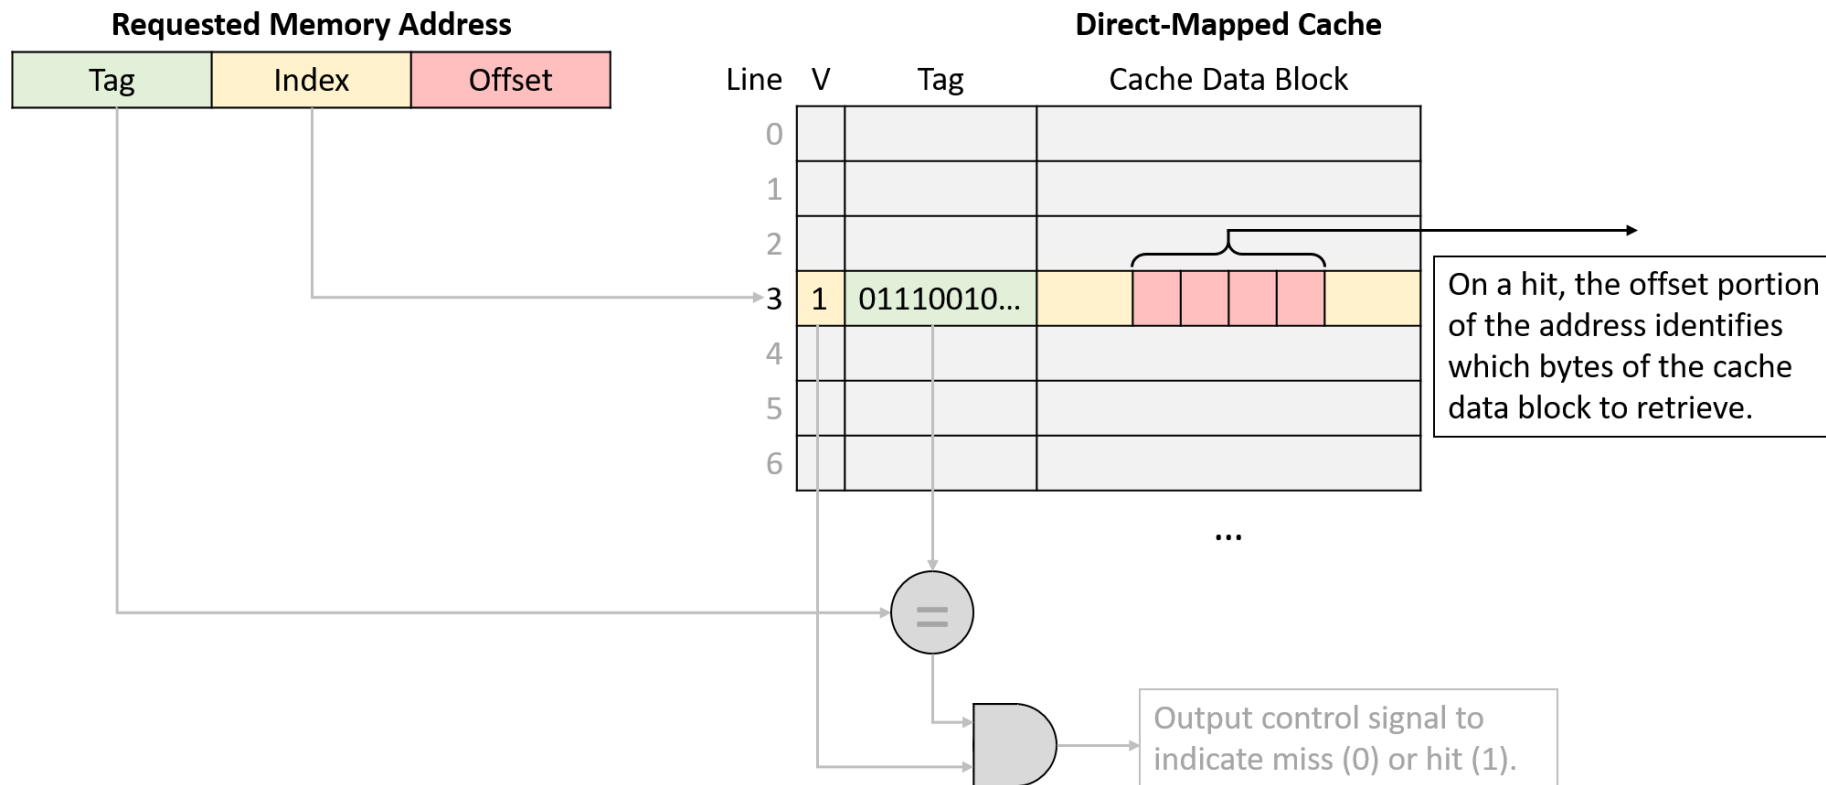 Requested Memory Address
Tag Index Offset
Direct-Mapped Cache
Line V Tag Cache Data Block
0
1
2
3 1 01110010...
4
5
6
...
On a hit, the offset portion
of the address identifies
which bytes of the cache
data block to retrieve.
=
Output control signal to
indicate miss (0) or hit (1).